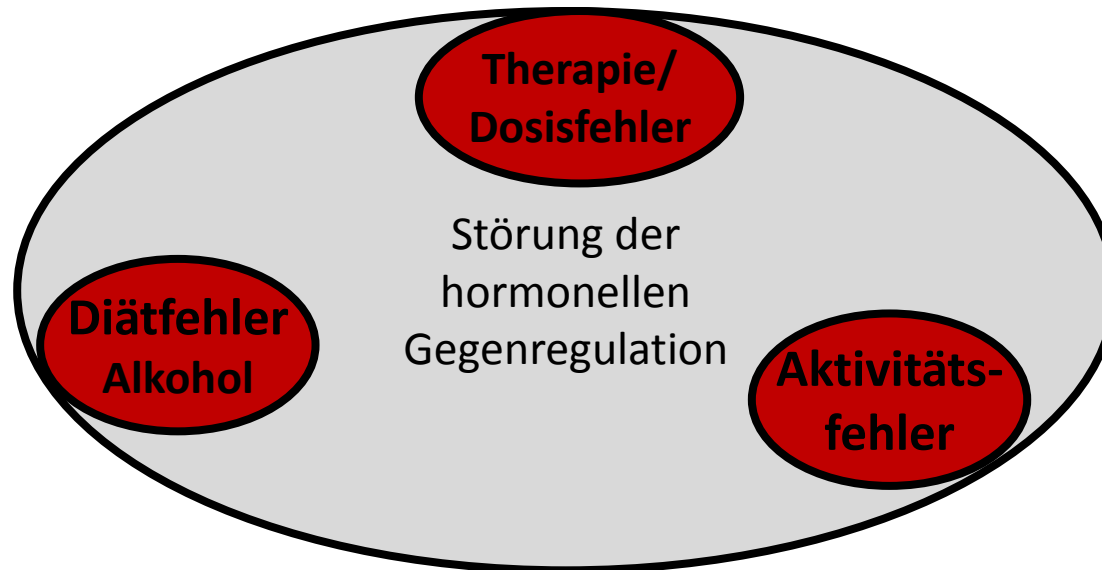 Therapie/
Dosisfehler
Störung der
hormonellen
Gegenregulation
Diätfehler
Alkohol
Aktivitäts-
fehler